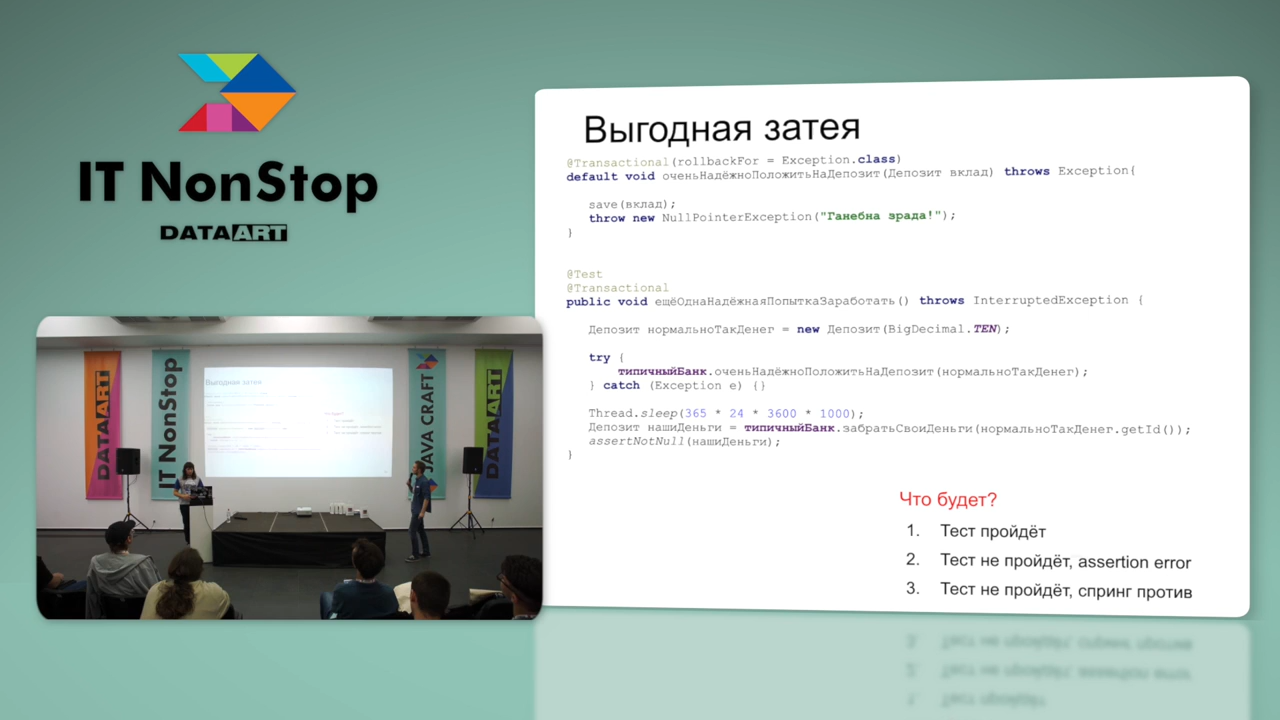 IT NonStop
DATAART
Выгодная затея
@Transactional(rollbackFor = Exception.class)
default void оченьНадёжноПоложитьНаДепозит(Депозит вклад) throws Exception{
save(вклад);
throw new NullPointerException("Ганебна зрада!");
}
@Test
@Transactional
public void ещёОднаНадёжнаяПопыткаЗаработать() throws InterruptedException {
Депозит нормальноТакДенег = new Депозит(BigDecimal.TEN);
try {
типичныйБанк.оченьНадёжноПоложитьНаДепозит(нормальноТакДенег);
} catch (Exception e) {}
Thread.sleep(365 * 24 * 3600 * 1000);
Депозит нашиДеньги = типичныйБанк.забратьСвоиДеньги(нормальноТакДенег.getId());
assertNotNull(нашиДеньги);
}
Что будет?
1. Тест пройдёт
2. Тест не пройдёт, assertion error
3. Тест не пройдёт, спринг против
DATAART
IT NonStop
Выгодная затея
JAVA CRAFT
DATAART